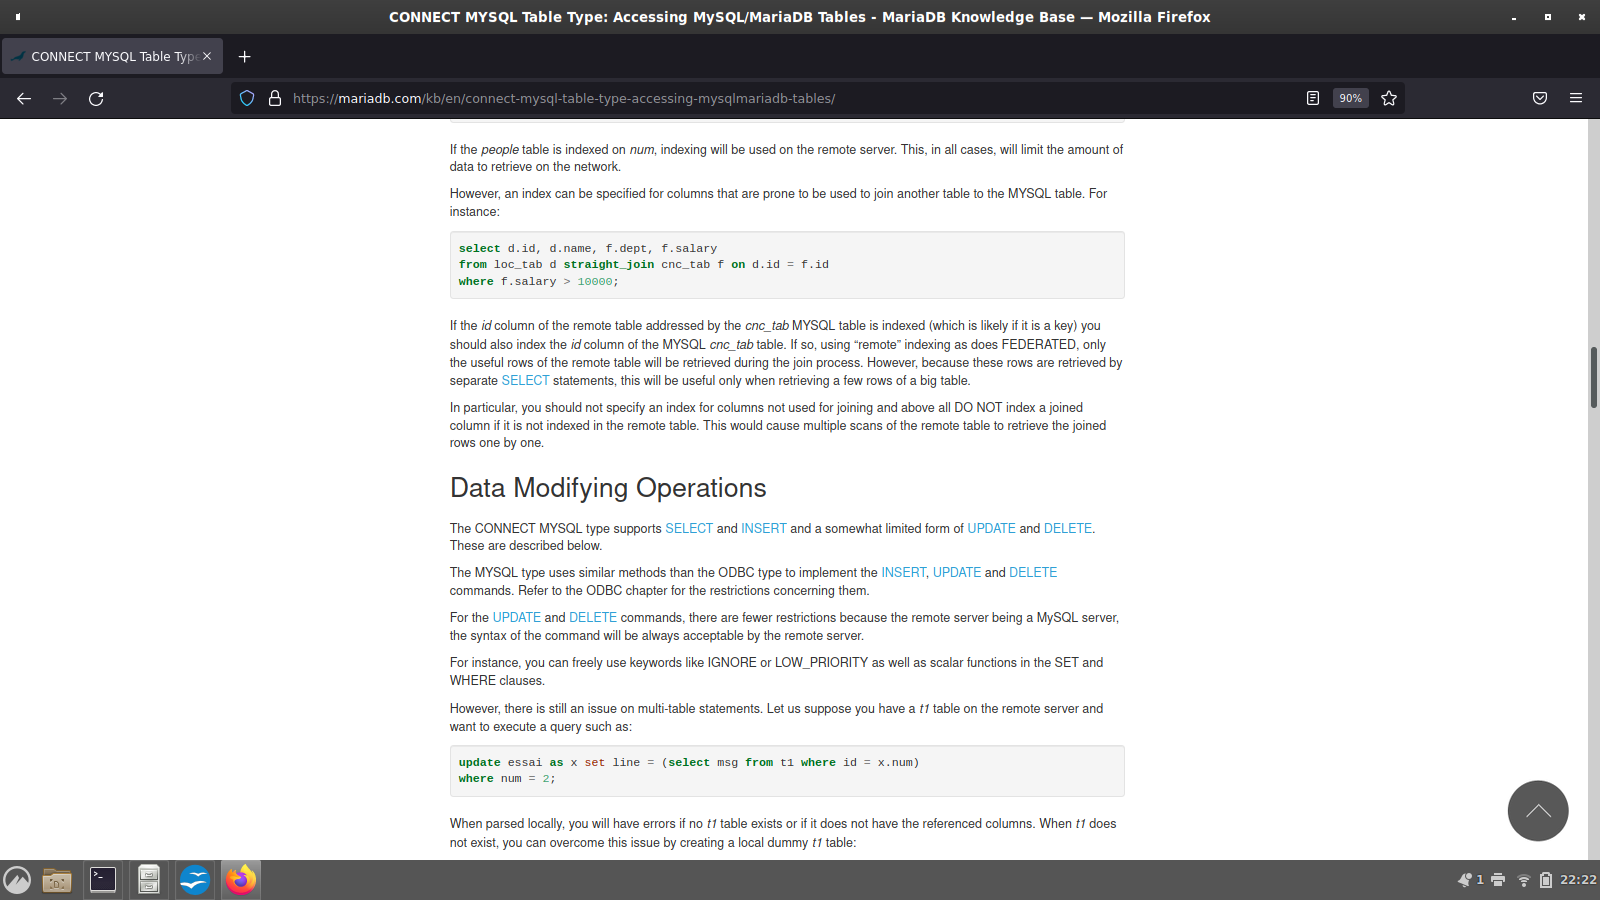 CONNECT MYSQL Table Type: Accessing MySQL/MariaDB Tables - MariaDB Knowledge Base — Mozilla Firefox
CONNECT MYSQL Table Type
https://mariadb.com/kb/en/connect-mysql-table-type-accessing-mysqlmariadb-tables/
90%
If the people table is indexed on num, indexing will be used on the remote server. This, in all cases, will limit the amount of
data to retrieve on the network.
However, an index can be specified for columns that are prone to be used to join another table to the MYSQL table. For
instance:
select d.id, d.name, f.dept, f.salary
from loc_tab d straight_join cnc_tab f on d.id = f.id
where f.salary > 10000;
If the id column of the remote table addressed by the cnc_tab MYSQL table is indexed (which is likely if it is a key) you
should also index the id column of the MYSQL cnc_tab table. If so, using “remote” indexing as does FEDERATED, only
the useful rows of the remote table will be retrieved during the join process. However, because these rows are retrieved by
separate SELECT statements, this will be useful only when retrieving a few rows of a big table.
In particular, you should not specify an index for columns not used for joining and above all DO NOT index a joined
column if it is not indexed in the remote table. This would cause multiple scans of the remote table to retrieve the joined
rows one by one.
Data Modifying Operations
The CONNECT MYSQL type supports SELECT and INSERT and a somewhat limited form of UPDATE and DELETE.
These are described below.
The MYSQL type uses similar methods than the ODBC type to implement the INSERT, UPDATE and DELETE
commands. Refer to the ODBC chapter for the restrictions concerning them.
For the UPDATE and DELETE commands, there are fewer restrictions because the remote server being a MySQL server,
the syntax of the command will be always acceptable by the remote server.
For instance, you can freely use keywords like IGNORE or LOW_PRIORITY as well as scalar functions in the SET and
WHERE clauses.
However, there is still an issue on multi-table statements. Let us suppose you have a t1 table on the remote server and
want to execute a query such as:
update essai as x set line = (select msg from t1 where id = x.num)
where num = 2;
When parsed locally, you will have errors if no t1 table exists or if it does not have the referenced columns. When t1 does
not exist, you can overcome this issue by creating a local dummy t1 table:
1
22:22